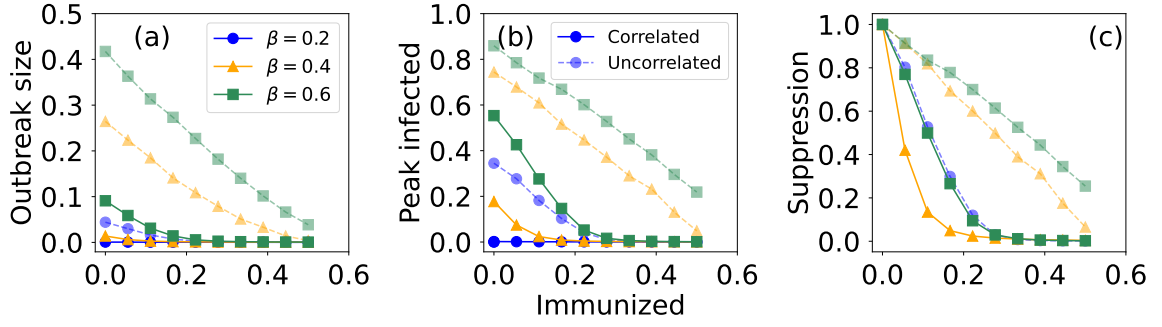 Outbreak size
0.5
0.4
0.3
0.2
0.1
0.0
(a)
β = 0.2
β = 0.4
β = 0.6
0.0 0.2 0.4 0.6
Peak infected
1.0
0.8
0.6
0.4
0.2
0.0
(b)
Correlated
Uncorrelated
0.0 0.2 0.4 0.6
Immunized
Suppression
1.0
0.8
0.6
0.4
0.2
0.0
(c)
0.0 0.2 0.4 0.6